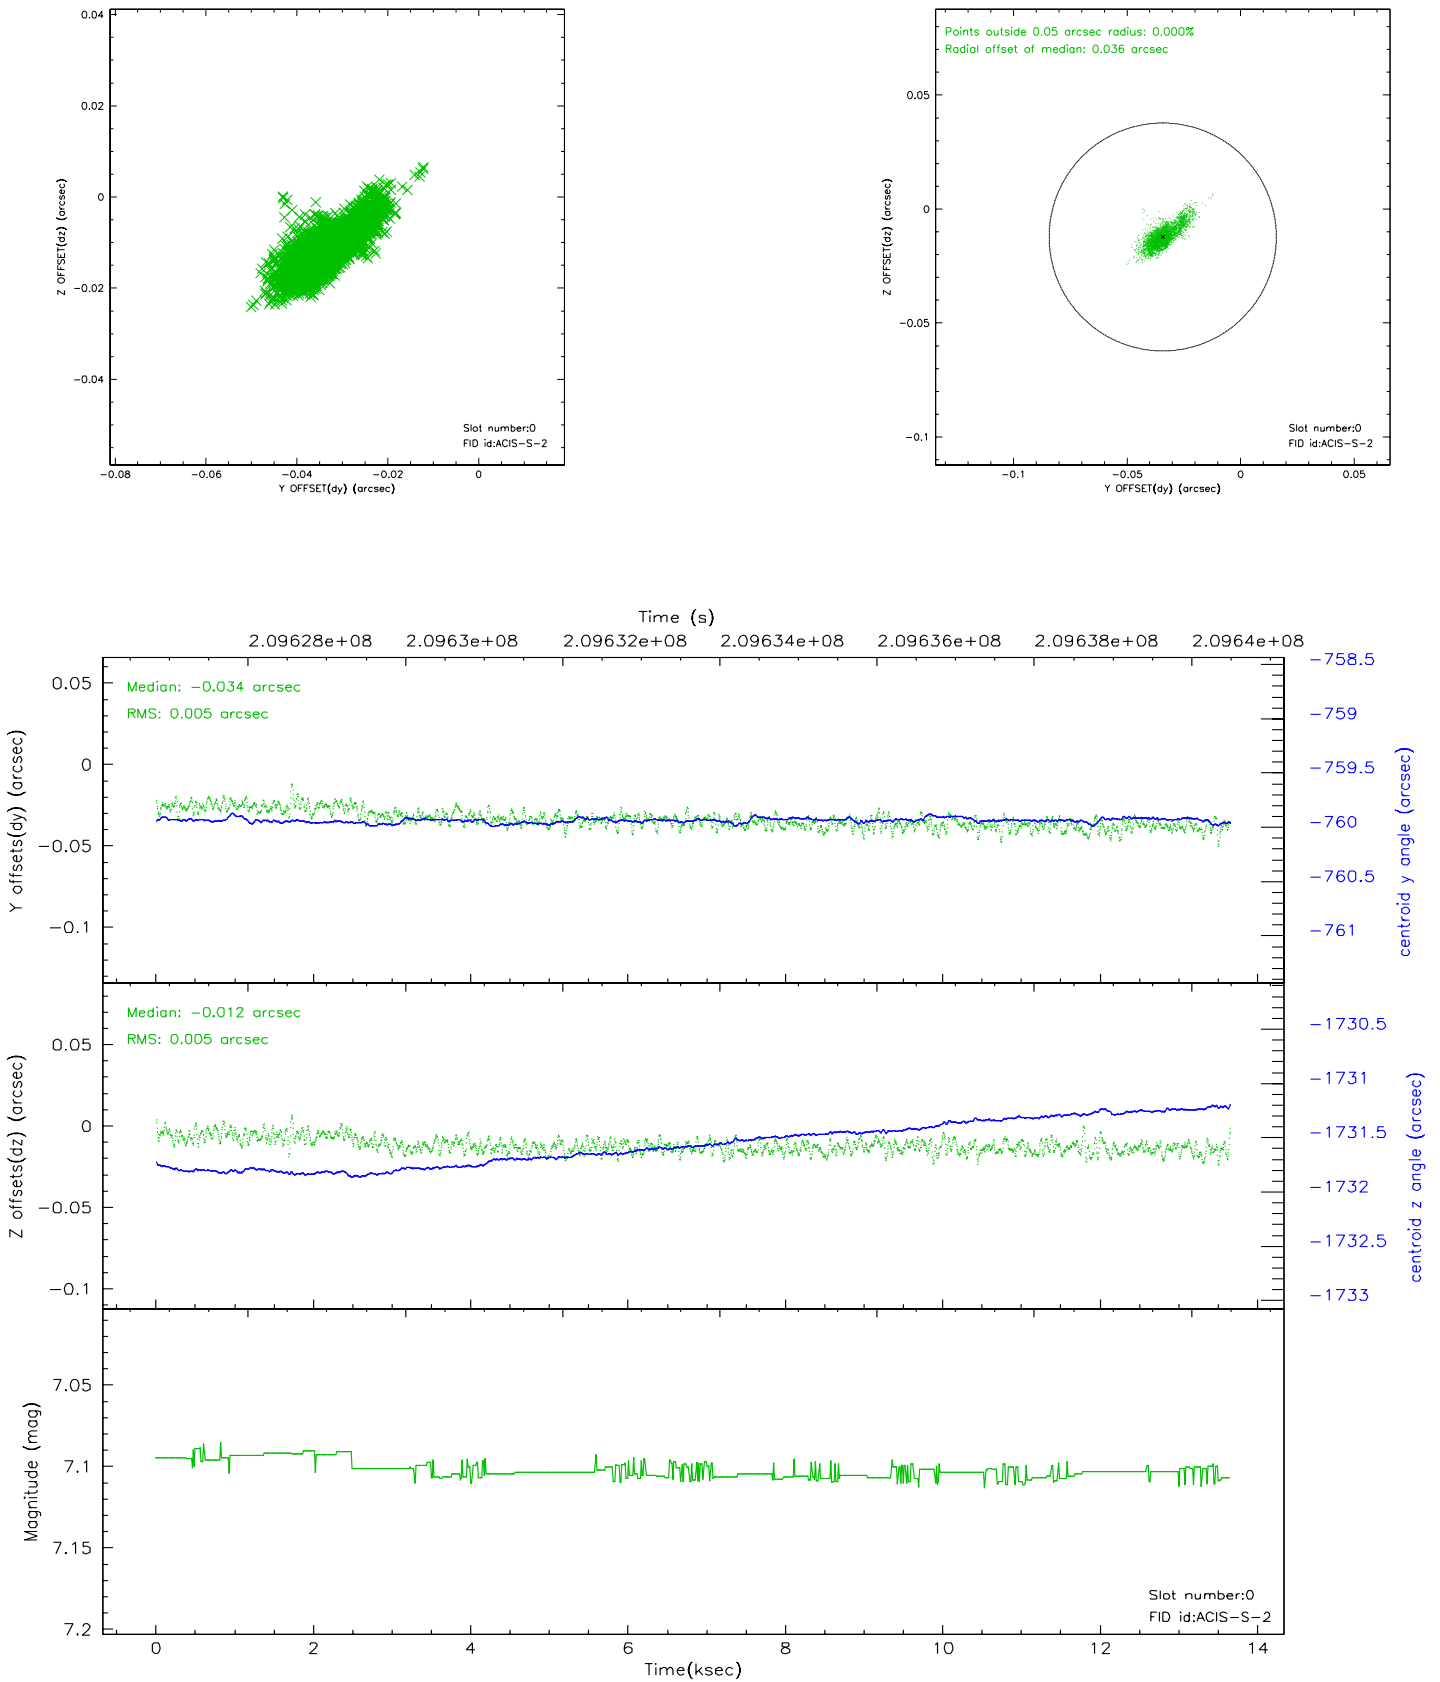 0.04
0.02
0
-0.02
-0.04
Z OFFSET(dz) (arcsec)
-0.08 -0.06 -0.04 -0.02 0
Y OFFSET(dy) (arcsec)
Slot number:0
FID id:ACIS-S-2
Points outside 0.05 arcsec radius: 0.000%
Radial offset of median: 0.036 arcsec
0.05
0
-0.05
-0.1
Z OFFSET(dz) (arcsec)
-0.1 -0.05 0 0.05
Y OFFSET(dy) (arcsec)
Slot number:0
FID id:ACIS-S-2
Time (s)
2.09628e+08 2.0963e+08 2.09632e+08 2.09634e+08 2.09636e+08 2.09638e+08 2.0964e+08
Median: -0.034 arcsec
RMS: 0.005 arcsec
0.05
0
-0.05
-0.1
Y offsets(dy) (arcsec)
-758.5
-759
-759.5
-760
-760.5
-761
centroid y angle (arcsec)
Median: -0.012 arcsec
RMS: 0.005 arcsec
0.05
0
-0.05
-0.1
Z offsets(dz) (arcsec)
-1730.5
-1731
-1731.5
-1732
-1732.5
-1733
centroid z angle (arcsec)
7.05
7.1
7.15
7.2
Magnitude (mag)
Slot number:0
FID id:ACIS-S-2
0 2 4 6 8 10 12 14
Time(ksec)